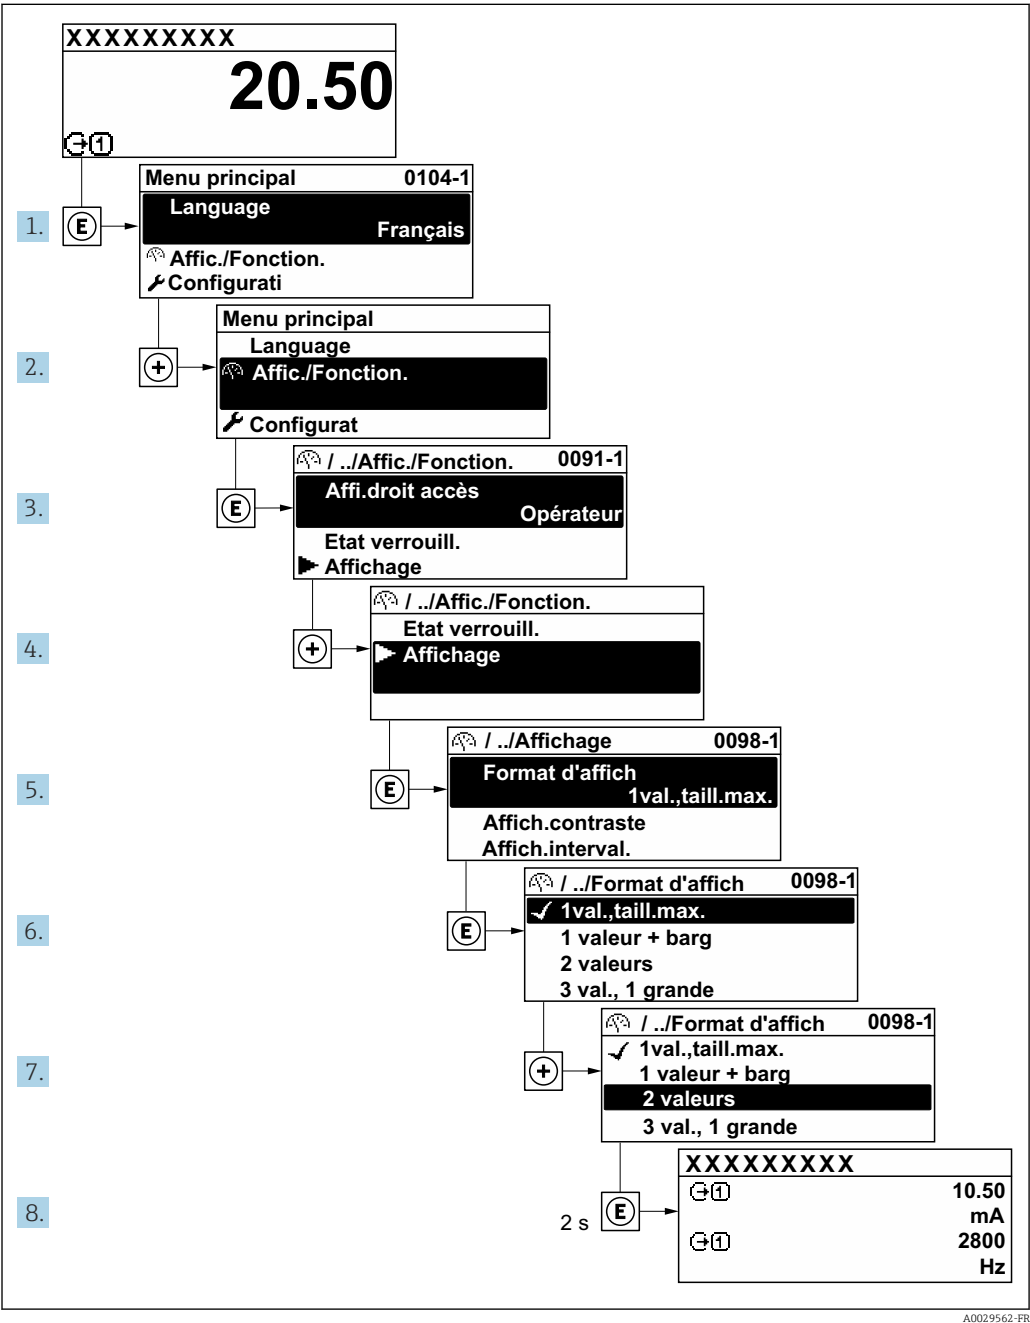 XXXXXXXXX
20.50
1
Menu principal 0104-1
Language
Français
Affic./Fonction.
Configurati
1. E
Menu principal
Language
Affic./Fonction.
Configurat
2. +
/ ../Affic./Fonction. 0091-1
Affi.droit accès
Opérateur
Etat verrouill.
Affichage
3. E
/ ../Affic./Fonction.
Etat verrouill.
Affichage
4. +
/ ../Affichage 0098-1
Format d'affich
1val.,taill.max.
Affich.contraste
Affich.interval.
5. E
/ ../Format d'affich 0098-1
1val.,taill.max.
1 valeur + barg
2 valeurs
3 val., 1 grande
6. E
/ ../Format d'affich 0098-1
1val.,taill.max.
1 valeur + barg
2 valeurs
3 val., 1 grande
7. +
XXXXXXXXX
1 10.50
mA
1 2800
Hz
8. 2 s E
A0029562-FR